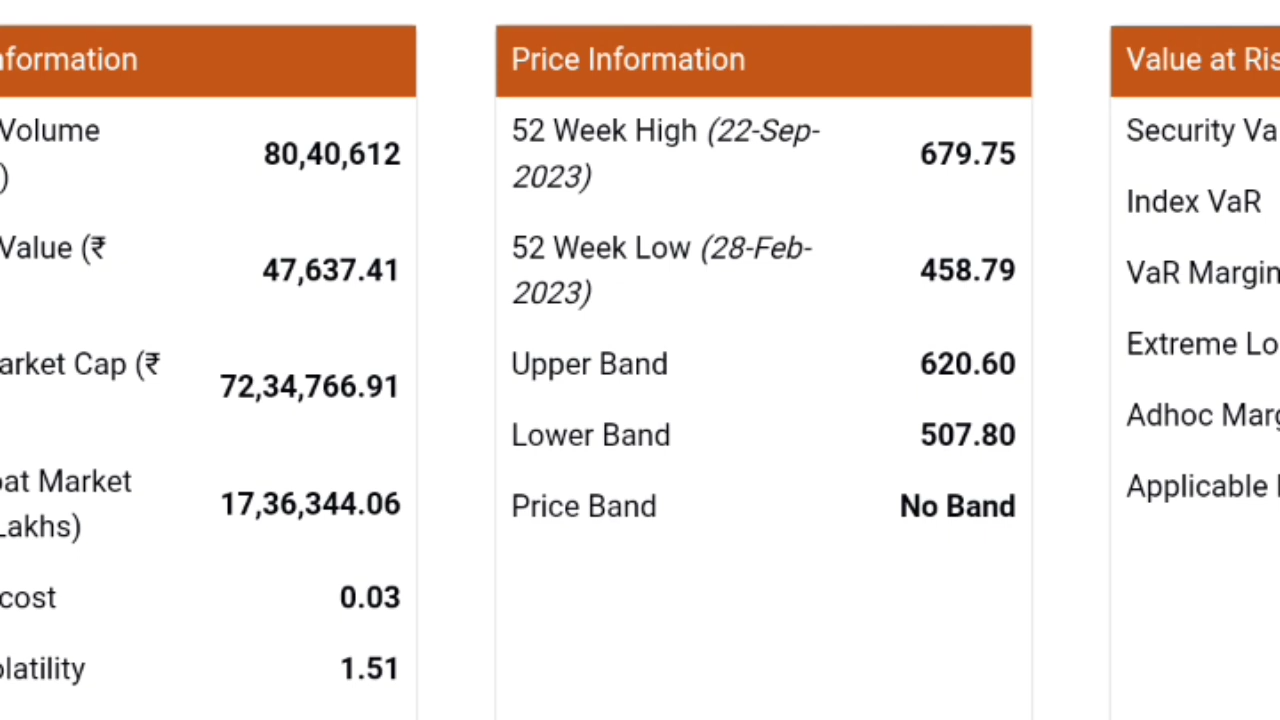 nformation
Volume
80,40,612
)
Value (₹
47,637.41
arket Cap (₹
72,34,766.91
oat Market
17,36,344.06
Lakhs)
cost
0.03
olatility
1.51
Price Information
52 Week High (22-Sep-
679.75
2023)
52 Week Low (28-Feb-
458.79
2023)
Upper Band
620.60
Lower Band
507.80
Price Band
No Band
Value at Ris
Security Va
Index VaR
VaR Margin
Extreme Lo
Adhoc Marg
Applicable